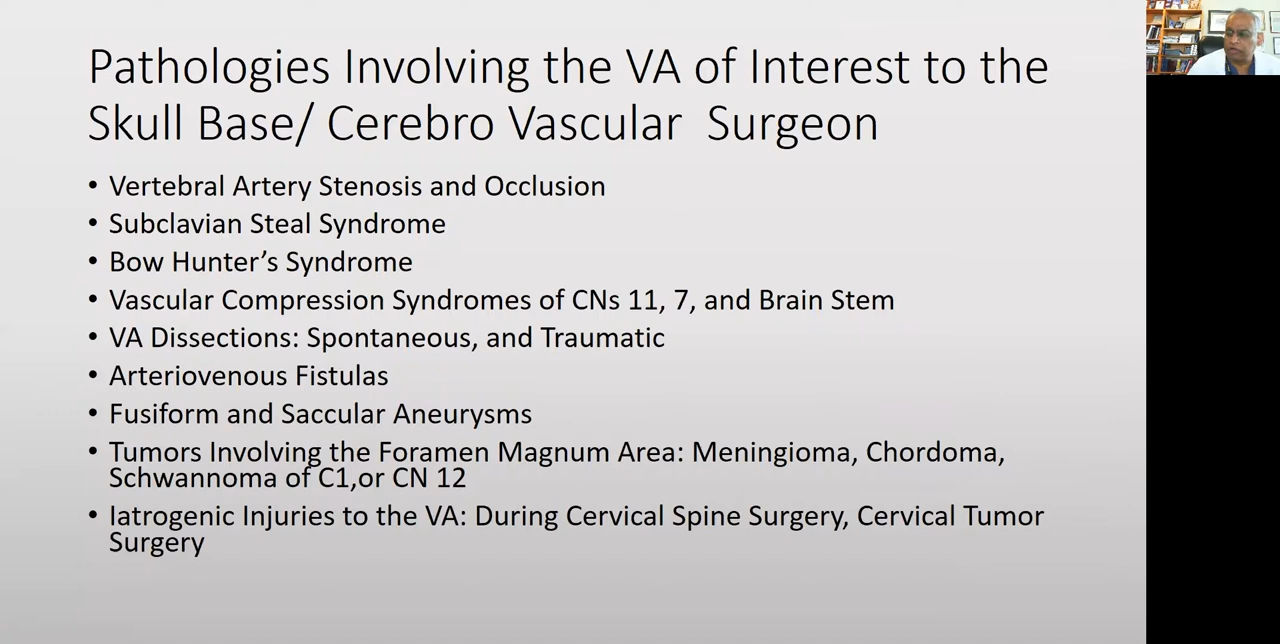 Pathologies Involving the VA of Interest to the
Skull Base/ Cerebro Vascular  Surgeon
• Vertebral Artery Stenosis and Occlusion
• Subclavian Steal Syndrome
• Bow Hunter’s Syndrome
• Vascular Compression Syndromes of CNs 11, 7, and Brain Stem
• VA Dissections: Spontaneous, and Traumatic
• Arteriovenous Fistulas
• Fusiform and Saccular Aneurysms
• Tumors Involving the Foramen Magnum Area: Meningioma, Chordoma,
Schwannoma of C1,or CN 12
• Iatrogenic Injuries to the VA: During Cervical Spine Surgery, Cervical Tumor
Surgery